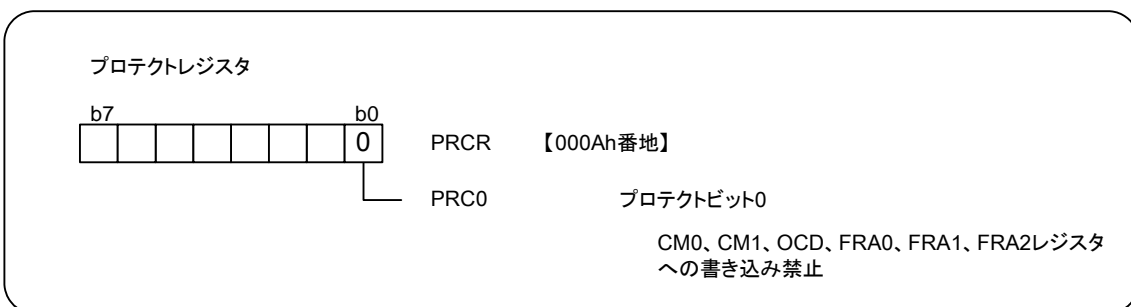 プロテクトレジスタ
b7 b0
0 PRCR 【000Ah番地】
PRC0 プロテクトビット0
CM0、CM1、OCD、FRA0、FRA1、FRA2レジスタ
への書き込み禁止